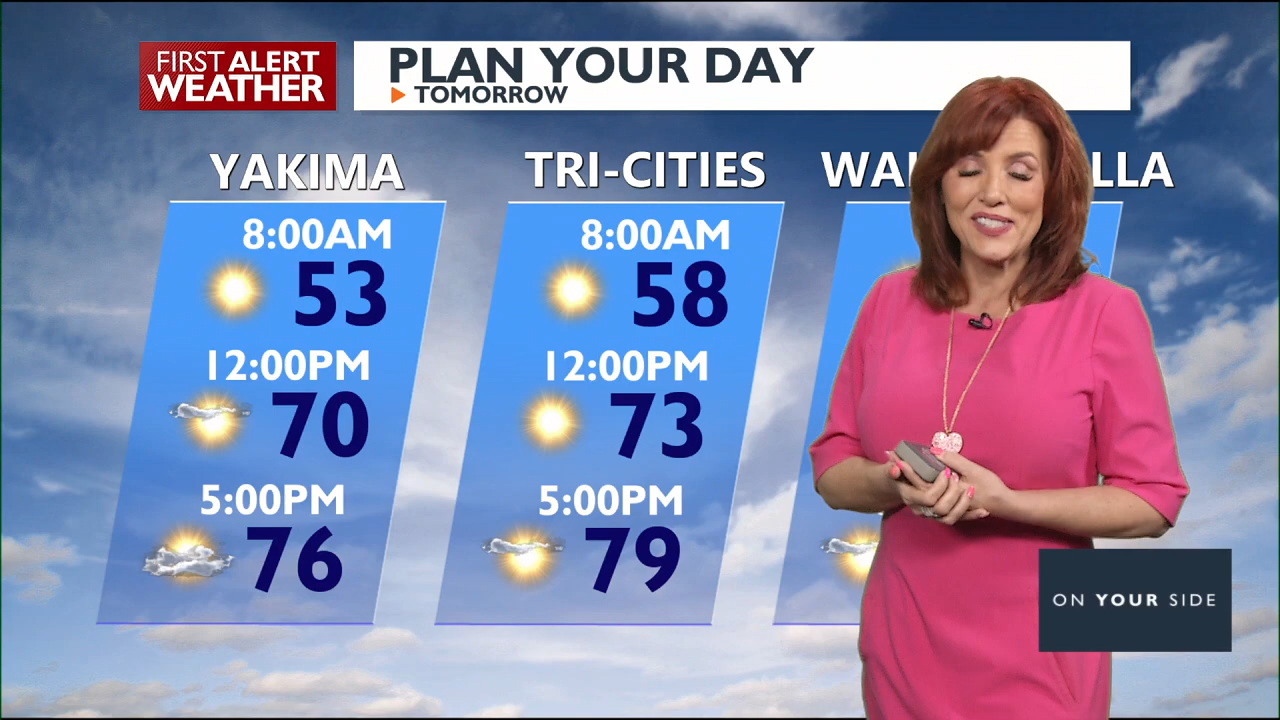 FIRST ALERT
WEATHER
PLAN YOUR DAY
TOMORROW
YAKIMA
8:00AM
53
12:00PM
70
5:00PM
76
TRI-CITIES
8:00AM
58
12:00PM
73
5:00PM
79
ON YOUR SIDE